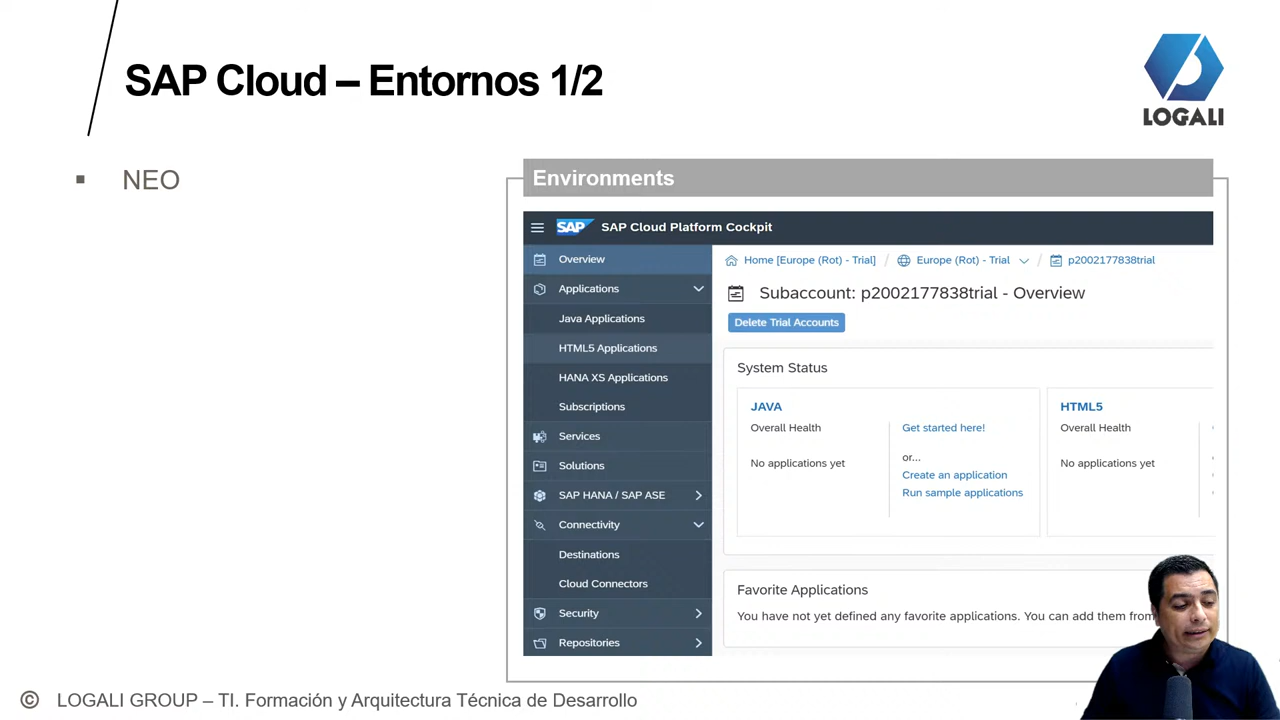 SAP Cloud – Entornos 1/2
LOGALI
▪ NEO
Environments
SAP SAP Cloud Platform Cockpit
Overview
Applications
Java Applications
HTML5 Applications
HANA XS Applications
Subscriptions
Services
Solutions
SAP HANA / SAP ASE
Connectivity
Destinations
Cloud Connectors
Security
Repositories
Home [Europe (Rot) - Trial] / Europe (Rot) - Trial / p2002177838trial
Subaccount: p2002177838trial - Overview
Delete Trial Accounts
System Status
JAVA
Overall Health
No applications yet
Get started here!
or...
Create an application
Run sample applications
HTML5
Overall Health
No applications yet
Favorite Applications
You have not yet defined any favorite applications. You can add them from
© LOGALI GROUP – TI. Formación y Arquitectura Técnica de Desarrollo